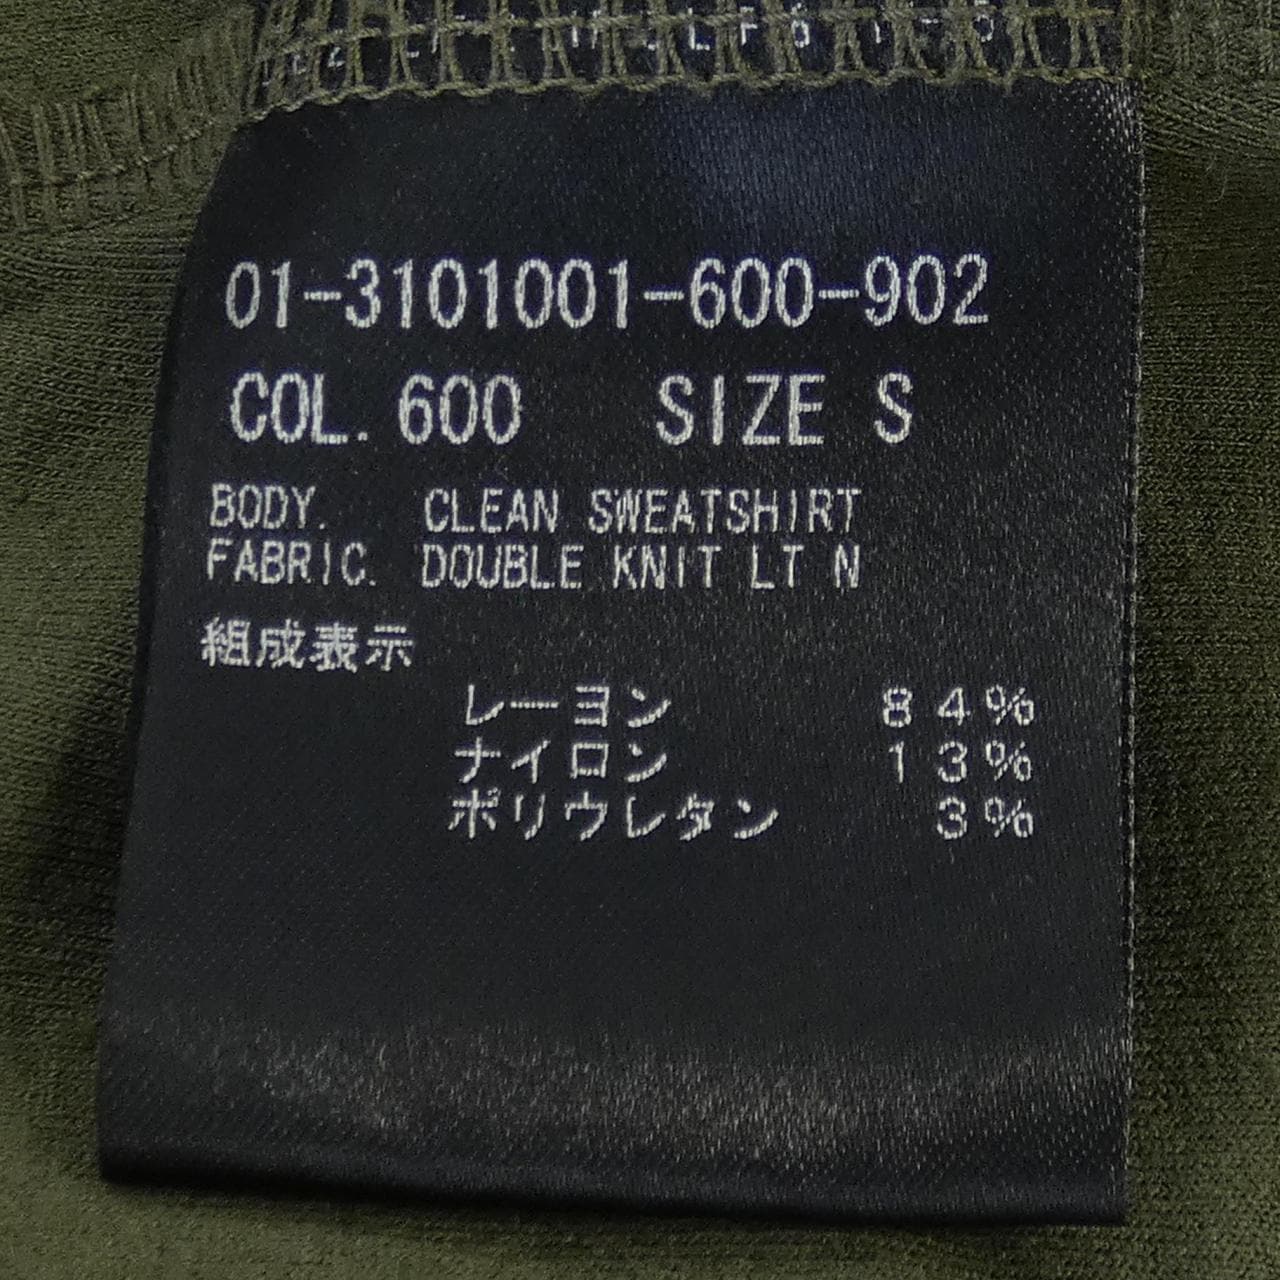 01-3101001-600-902
COL. 600 SIZE S
BODY. CLEAN SWEATSHIRT
FABRIC. DOUBLE KNIT LT N
組成表示
レーヨン 84%
ナイロン 13%
ポリウレタン 3%